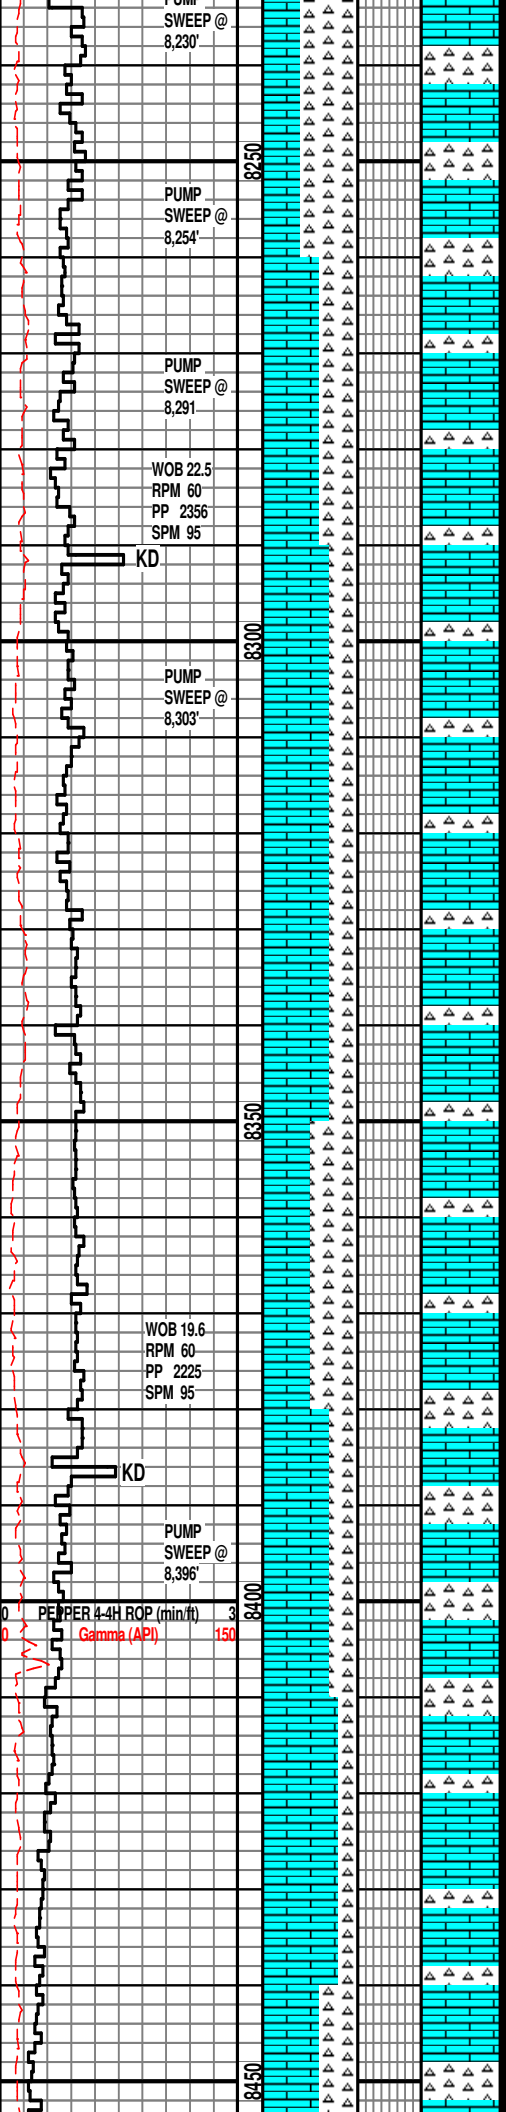 PUMP
SWEEP @
8,230'
8250
PUMP
SWEEP @
8,254'
PUMP
SWEEP @
8,291
WOB 22.5
RPM 60
PP 2356
SPM 95
KD
8300
PUMP
SWEEP @
8,303'
8350
WOB 19.6
RPM 60
PP 2225
SPM 95
KD
PUMP
SWEEP @
8,396'
8400
0 PEPPER 4-4H ROP (min/ft) 3
0 Gamma (API) 150
8450